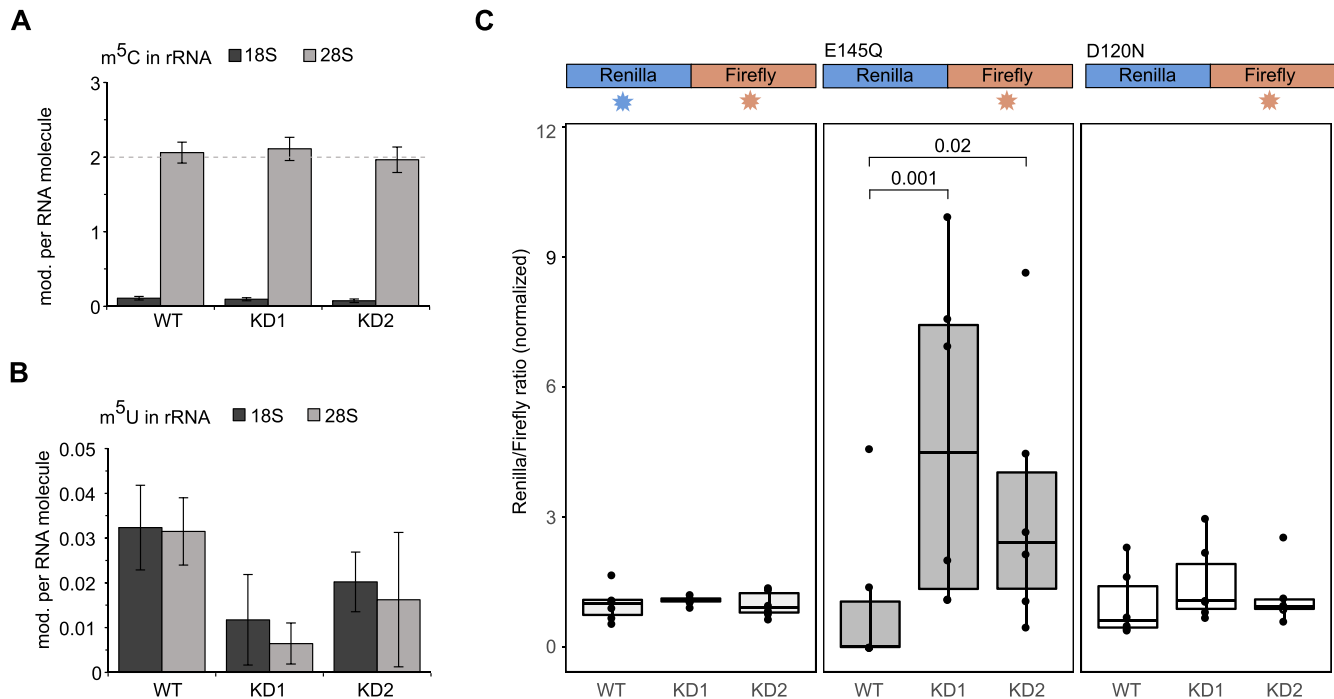 A
m⁵C in rRNA 18S 28S
mod. per RNA molecule
3
2
1
0
WT KD1 KD2
B
m⁵U in rRNA 18S 28S
mod. per RNA molecule
0.05
0.04
0.03
0.02
0.01
0
WT KD1 KD2
C
E145Q D120N
Renilla Firefly Renilla Firefly Renilla Firefly
Renilla/Firefly ratio (normalized)
12
9
6
3
0
0.02
0.001
WT KD1 KD2 WT KD1 KD2 WT KD1 KD2